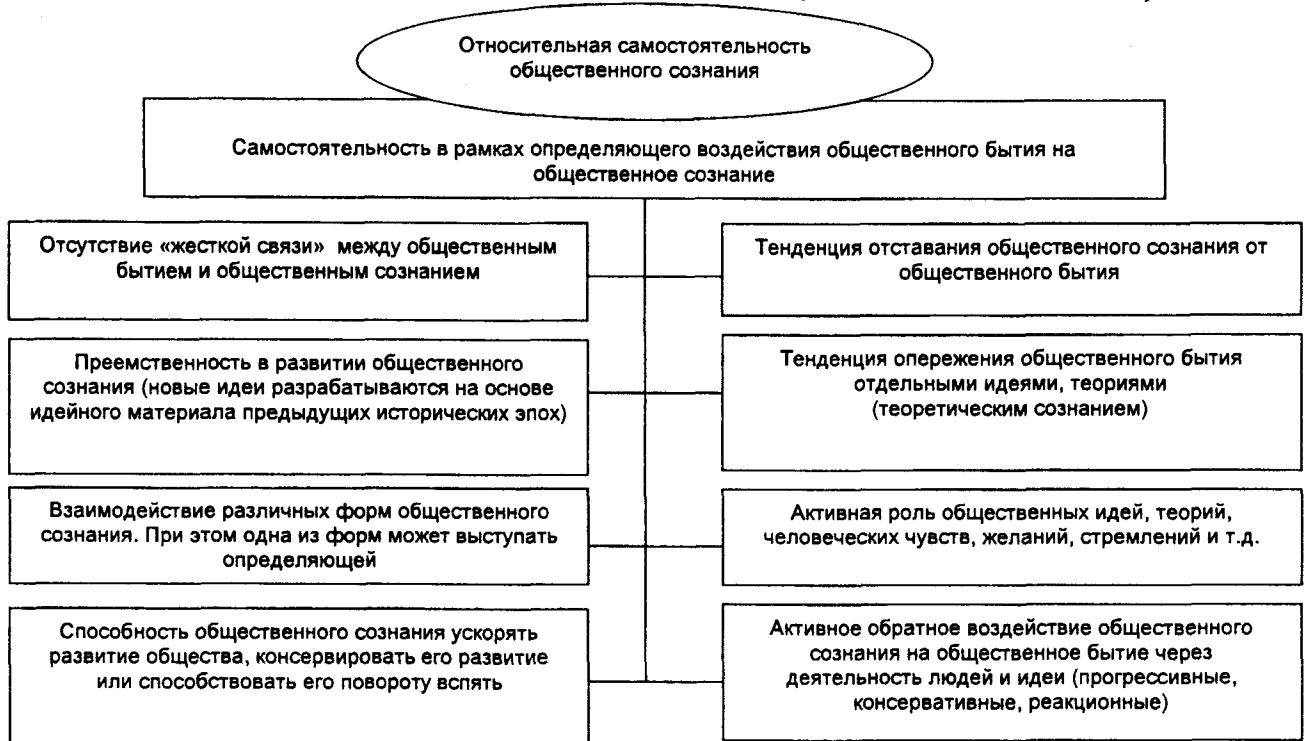 Относительная самостоятельность
общественного сознания
Самостоятельность в рамках определяющего воздействия общественного бытия на
общественное сознание
Отсутствие «жесткой связи» между общественным
бытием и общественным сознанием
Тенденция отставания общественного сознания от
общественного бытия
Преемственность в развитии общественного
сознания (новые идеи разрабатываются на основе
идейного материала предыдущих исторических эпох)
Тенденция опережения общественного бытия
отдельными идеями, теориями
(теоретическим сознанием)
Взаимодействие различных форм общественного
сознания. При этом одна из форм может выступать
определяющей
Активная роль общественных идей, теорий,
человеческих чувств, желаний, стремлений и т.д.
Способность общественного сознания ускорять
развитие общества, консервировать его развитие
или способствовать его повороту вспять
Активное обратное воздействие общественного
сознания на общественное бытие через
деятельность людей и идеи (прогрессивные,
консервативные, реакционные)